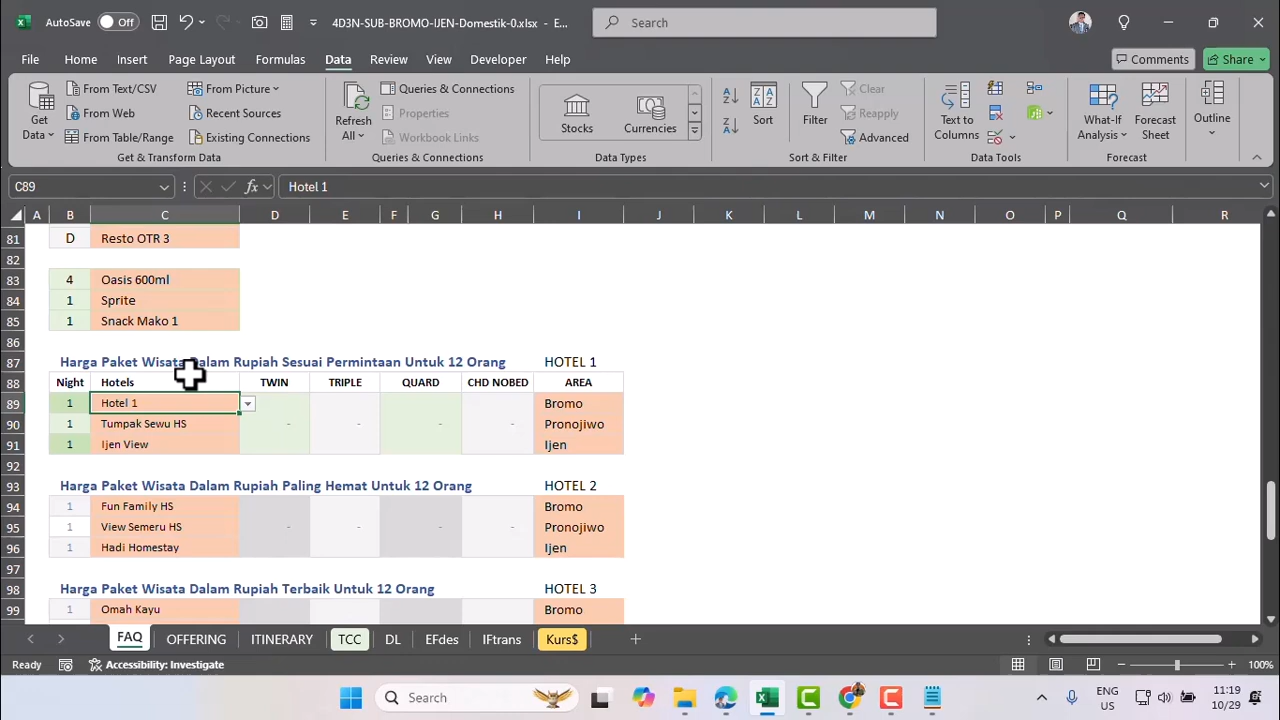 AutoSave Off 4D3N-SUB-BROMO-IJEN-Domestik-0.xlsx - E... Search
File Home Insert Page Layout Formulas Data Review View Developer Help Comments Share
Get Data
From Text/CSV
From Web
From Table/Range
From Picture
Recent Sources
Existing Connections
Refresh All
Queries & Connections
Properties
Workbook Links
Stocks
Currencies
Sort
Filter
Clear
Reapply
Advanced
Text to Columns
What-If Analysis
Forecast Sheet
Outline
Get & Transform Data Queries & Connections Data Types Sort & Filter Data Tools Forecast
C89 fx Hotel 1
A B C D E F G H I J K L M N O P Q R
81 D Resto OTR 3
82
83 4 Oasis 600ml
84 1 Sprite
85 1 Snack Mako 1
86
87 Harga Paket Wisata Dalam Rupiah Sesuai Permintaan Untuk 12 Orang HOTEL 1
88 Night Hotels TWIN TRIPLE QUARD CHD NOBED AREA
89 1 Hotel 1 Bromo
90 1 Tumpak Sewu HS - - - - Pronojiwo
91 1 Ijen View Ijen
92
93 Harga Paket Wisata Dalam Rupiah Paling Hemat Untuk 12 Orang HOTEL 2
94 1 Fun Family HS Bromo
95 1 View Semeru HS - - - - Pronojiwo
96 1 Hadi Homestay Ijen
97
98 Harga Paket Wisata Dalam Rupiah Terbaik Untuk 12 Orang HOTEL 3
99 1 Omah Kayu Bromo
FAQ OFFERING ITINERARY TCC DL EFdes IFtrans Kurs$
Ready Accessibility: Investigate 100%
Search ENG US 11:19 10/29